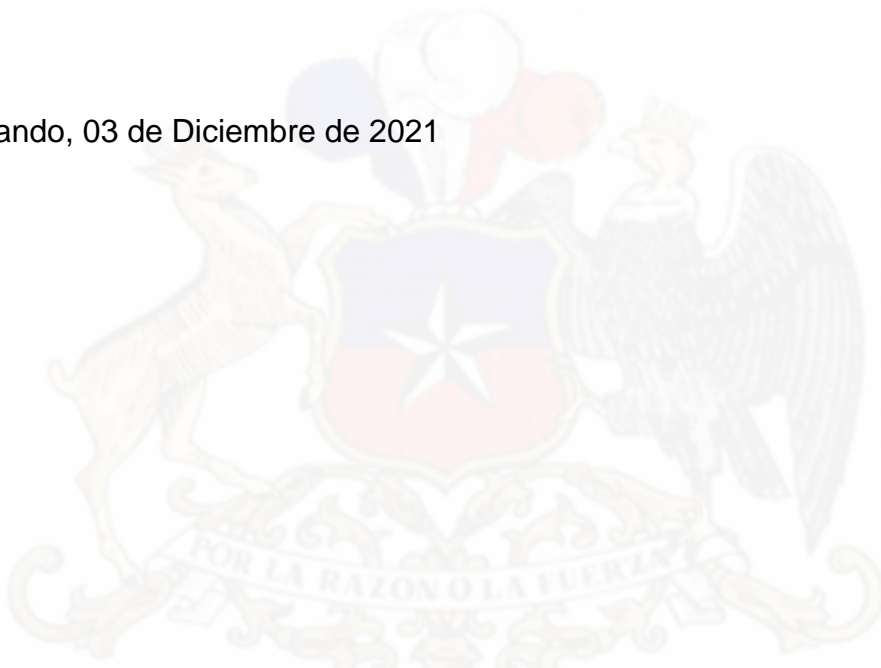 ando, 03 de Diciembre de 2021
POR LA RAZON O LA FUERZA